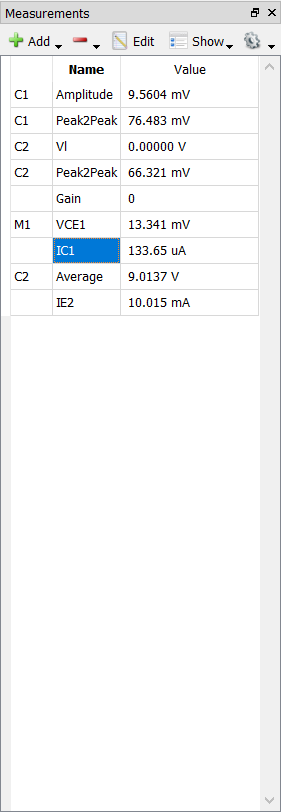 Measurements
Add Edit Show
Name Value
C1 Amplitude 9.5604 mV
C1 Peak2Peak 76.483 mV
C2 Vl 0.00000 V
C2 Peak2Peak 66.321 mV
Gain 0
M1 VCE1 13.341 mV
IC1 133.65 uA
C2 Average 9.0137 V
IE2 10.015 mA